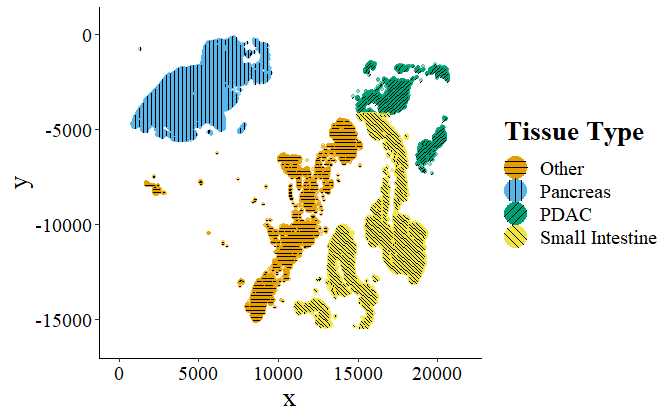 0
-5000
-10000
-15000
y
0
5000
10000
15000
20000
x
Tissue Type
Other
Pancreas
PDAC
Small Intestine